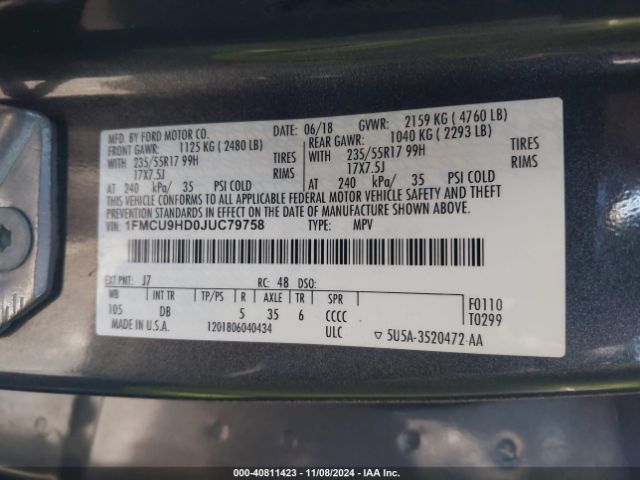 MFD. BY FORD MOTOR CO.
DATE: 06/18 GVWR: 2159 KG ( 4760 LB)
FRONT GAWR: 1125 KG ( 2480 LB) REAR GAWR: 1040 KG ( 2293 LB)
WITH 235/55R17 99H TIRES WITH 235/55R17 99H TIRES
17X7.5J RIMS 17X7.5J RIMS
AT 240 kPa/ 35 PSI COLD AT 240 kPa/ 35 PSI COLD
THIS VEHICLE CONFORMS TO ALL APPLICABLE FEDERAL MOTOR VEHICLE SAFETY AND THEFT
PREVENTION STANDARDS IN EFFECT ON THE DATE OF MANUFACTURE SHOWN ABOVE.
VIN: 1FMCU9HD0JUC79758 TYPE: MPV
EXT PNT: J7 RC: 48 DSO:
WB INT TR TP/PS R AXLE TR SPR
105 DB 5 35 6 CCCC
F0110
T0299
MADE IN U.S.A. 1201806040434 ULC 5U5A-3520472-AA
000-40811423 - 11/08/2024 - IAA Inc.